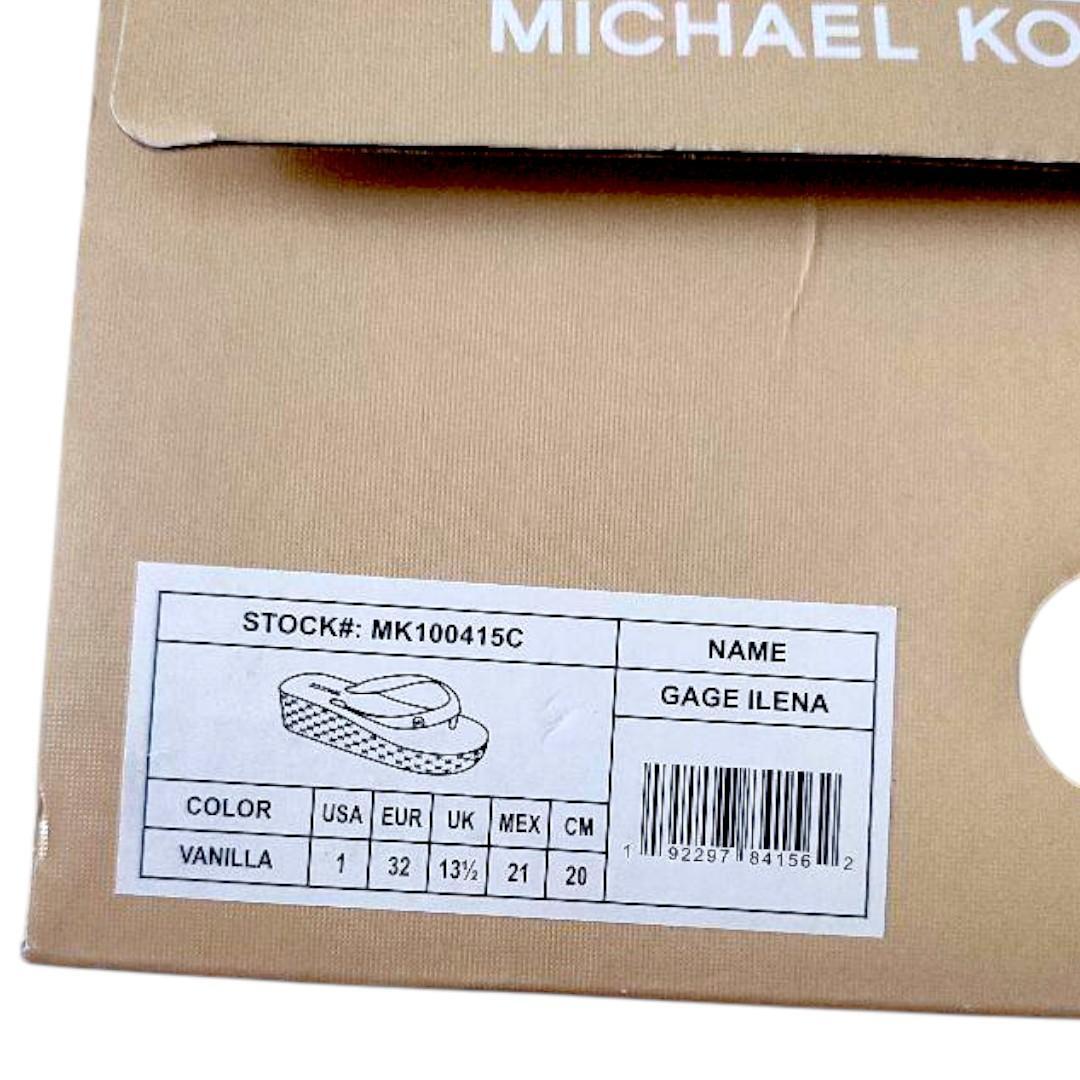 MICHAEL KO
STOCK#: MK100415C
NAME
GAGE ILENA
COLOR USA EUR UK MEX CM
VANILLA 1 32 13½ 21 20
1 92297 84156 2